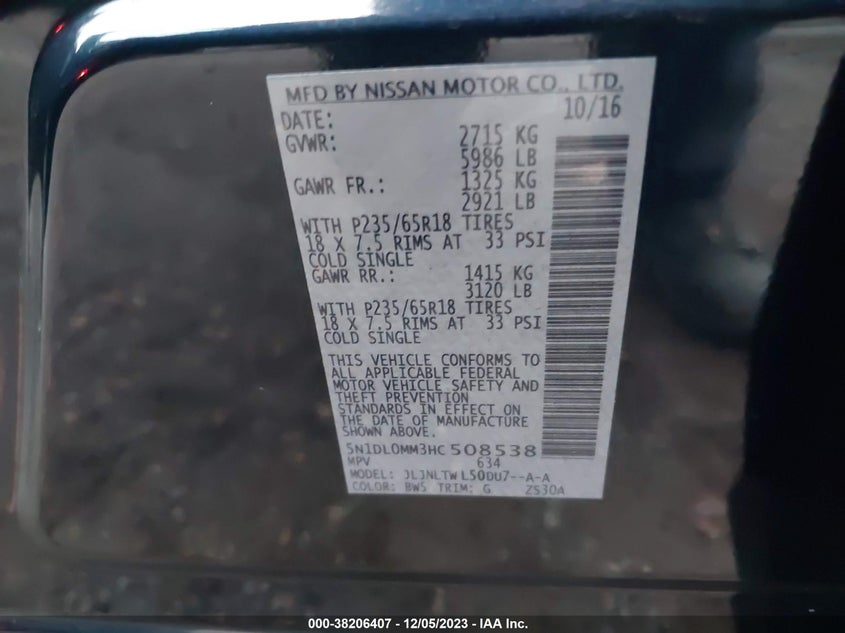 MFD BY NISSAN MOTOR CO., LTD.
DATE: 10/16
GVWR: 2715 KG
5986 LB
GAWR FR.: 1325 KG
2921 LB
WITH P235/65R18 TIRES
18 X 7.5 RIMS AT 33 PSI
COLD SINGLE
GAWR RR.: 1415 KG
3120 LB
WITH P235/65R18 TIRES
18 X 7.5 RIMS AT 33 PSI
COLD SINGLE
THIS VEHICLE CONFORMS TO
ALL APPLICABLE FEDERAL
MOTOR VEHICLE SAFETY AND
THEFT PREVENTION
STANDARDS IN EFFECT ON
THE DATE OF MANUFACTURE
SHOWN ABOVE.
5N1DL0MM3HC508538
MPV 634
MODEL: JLJNLTW L50DU7--A-A
COLOR: BW5 TRIM: G ZS30A
000-38206407 - 12/05/2023 - IAA Inc.